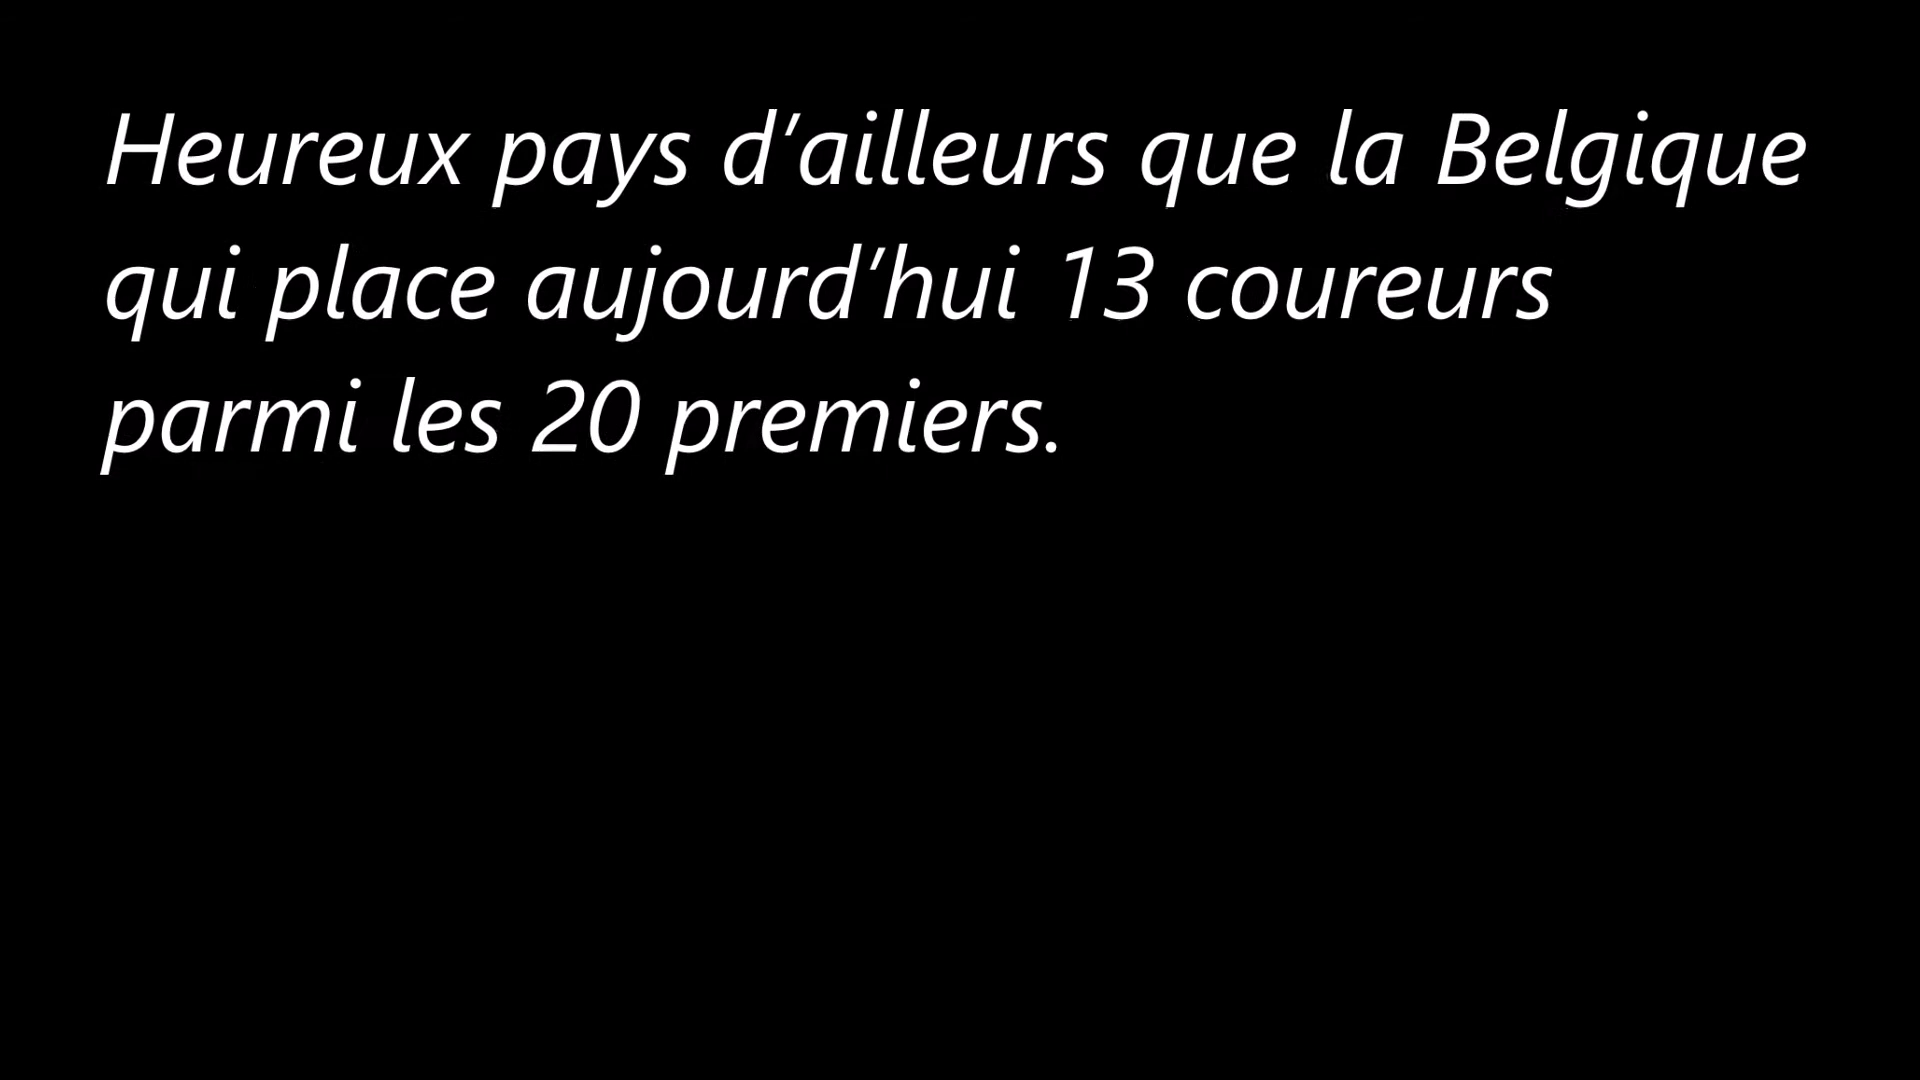 Heureux pays d’ailleurs que la Belgique
qui place aujourd’hui 13 coureurs
parmi les 20 premiers.